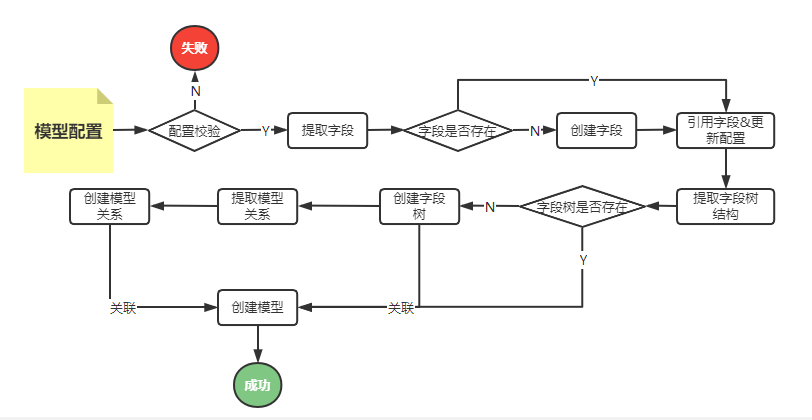 失败
N
Y
模型配置
配置校验
Y
提取字段
字段是否存在
N
创建字段
引用字段&更
新配置
创建模型
关系
提取模型
关系
创建字段
树
N
字段树是否存在
提取字段树
结构
Y
关联
创建模型
关联
成功